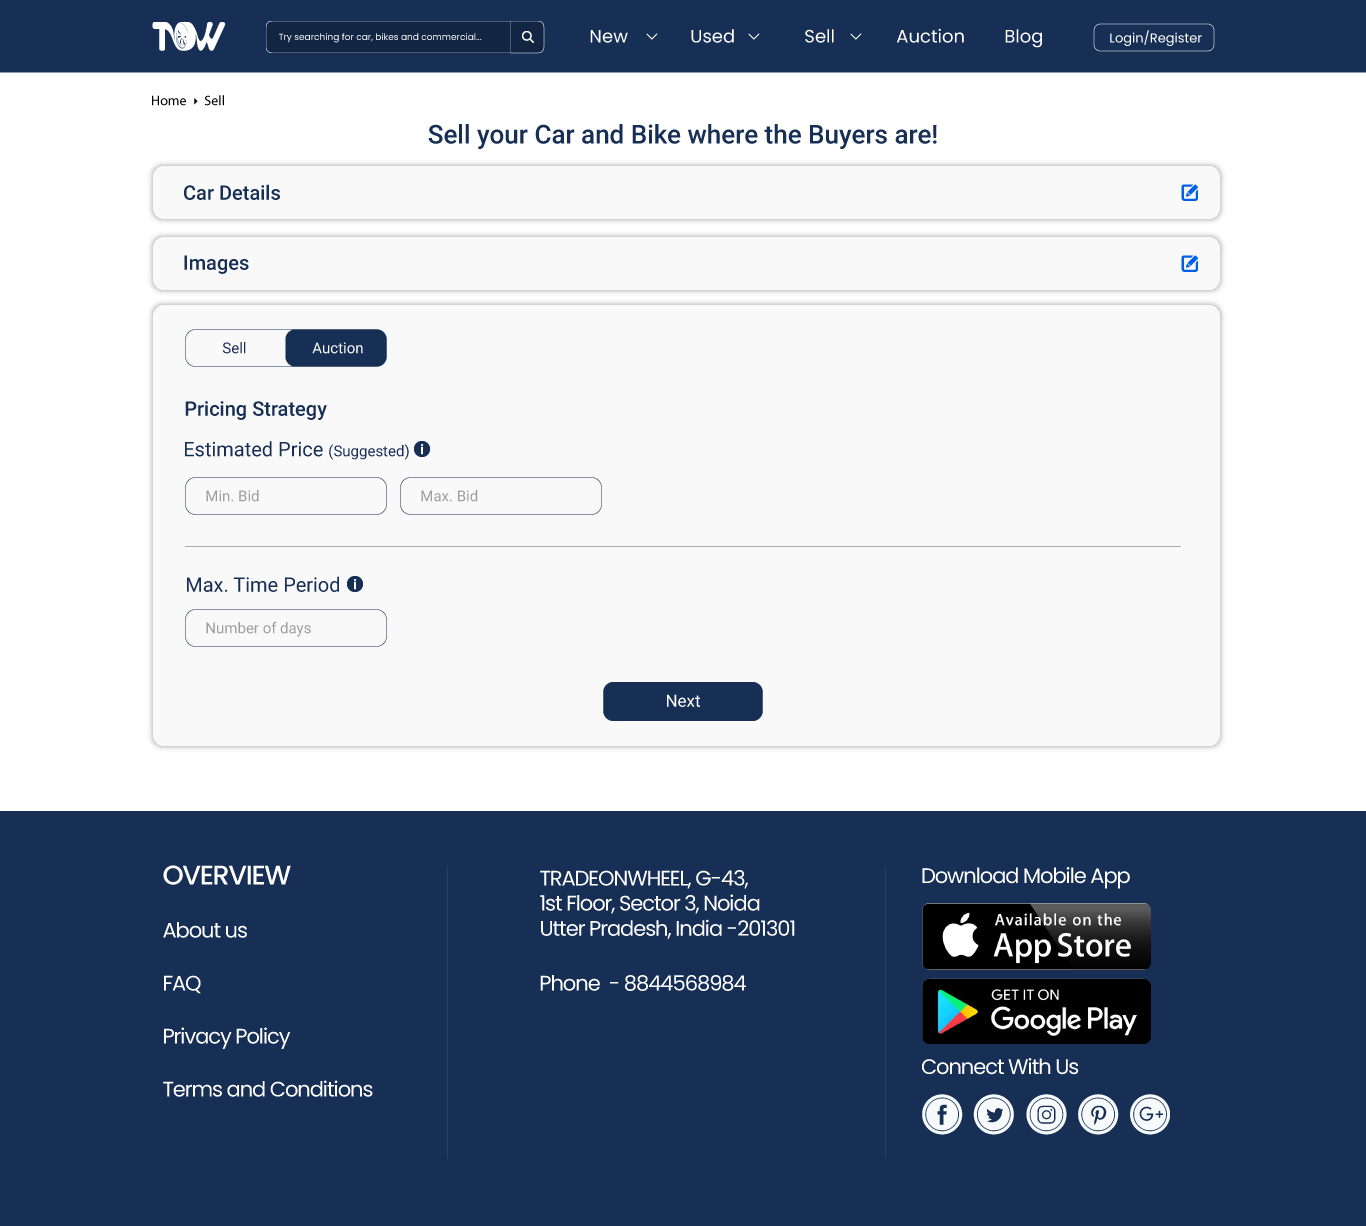 TOW
Try searching for car, bikes and commercial...
New
Used
Sell
Auction
Blog
Login/Register
Home
Sell
Sell your Car and Bike where the Buyers are!
Car Details
Images
Sell
Auction
Pricing Strategy
Estimated Price (Suggested)
Min. Bid
Max. Bid
Max. Time Period
Number of days
Next
OVERVIEW
About us
FAQ
Privacy Policy
Terms and Conditions
TRADEONWHEEL, G-43,
1st Floor, Sector 3, Noida
Utter Pradesh, India -201301
Phone - 8844568984
Download Mobile App
Available on the
App Store
GET IT ON
Google Play
Connect With Us
G+